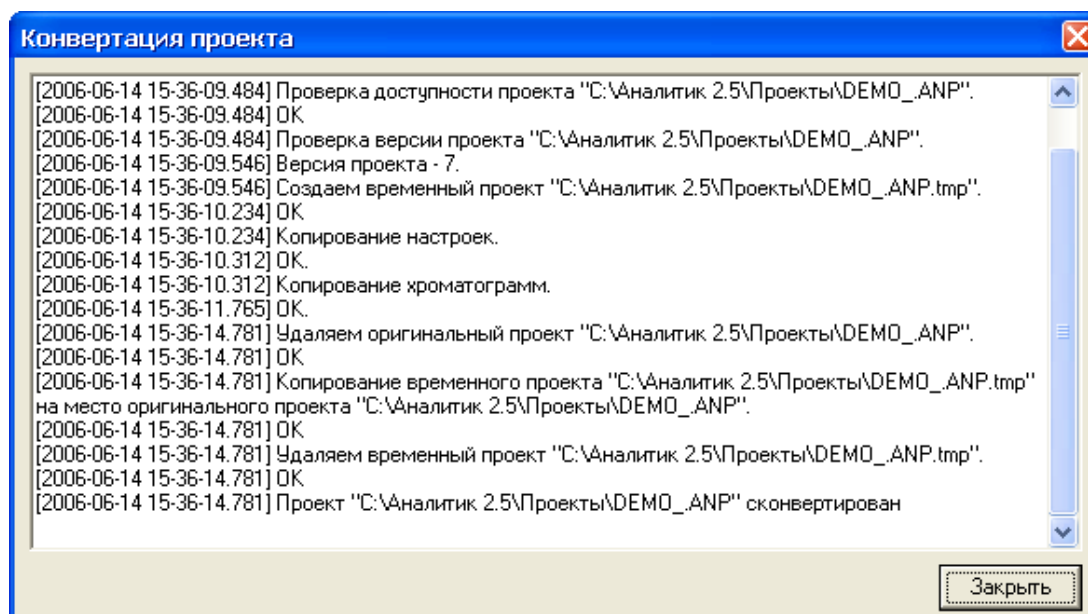 Конвертация проекта
[2006-06-14 15-36-09.484] Проверка доступности проекта "C:\Аналитик 2.5\Проекты\DEMO_.ANP".
[2006-06-14 15-36-09.484] OK
[2006-06-14 15-36-09.484] Проверка версии проекта "C:\Аналитик 2.5\Проекты\DEMO_.ANP".
[2006-06-14 15-36-09.546] Версия проекта - 7.
[2006-06-14 15-36-09.546] Создаем временный проект "C:\Аналитик 2.5\Проекты\DEMO_.ANP.tmp".
[2006-06-14 15-36-10.234] OK
[2006-06-14 15-36-10.234] Копирование настроек.
[2006-06-14 15-36-10.312] OK.
[2006-06-14 15-36-10.312] Копирование хроматограмм.
[2006-06-14 15-36-11.765] OK.
[2006-06-14 15-36-14.781] Удаляем оригинальный проект "C:\Аналитик 2.5\Проекты\DEMO_.ANP".
[2006-06-14 15-36-14.781] OK
[2006-06-14 15-36-14.781] Копирование временного проекта "C:\Аналитик 2.5\Проекты\DEMO_.ANP.tmp"
на место оригинального проекта "C:\Аналитик 2.5\Проекты\DEMO_.ANP".
[2006-06-14 15-36-14.781] OK
[2006-06-14 15-36-14.781] Удаляем временный проект "C:\Аналитик 2.5\Проекты\DEMO_.ANP.tmp".
[2006-06-14 15-36-14.781] OK
[2006-06-14 15-36-14.781] Проект "C:\Аналитик 2.5\Проекты\DEMO_.ANP" сконвертирован
Закрыть